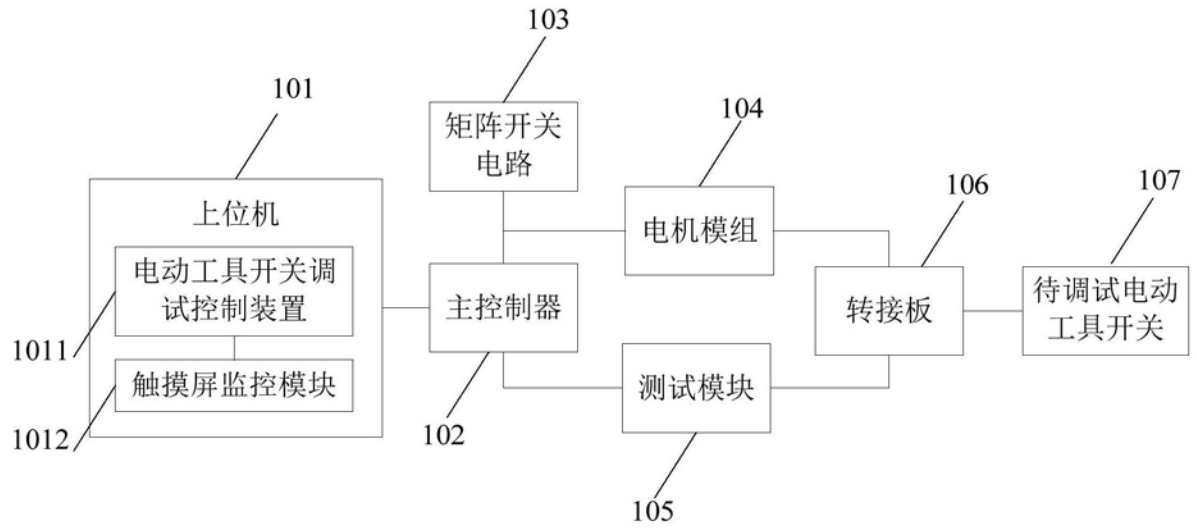 103
101
矩阵开关
电路
104
106
107
上位机
电动工具开关调
试控制装置
1011
触摸屏监控模块
1012
主控制器
102
电机模组
测试模块
105
转接板
待调试电动
工具开关